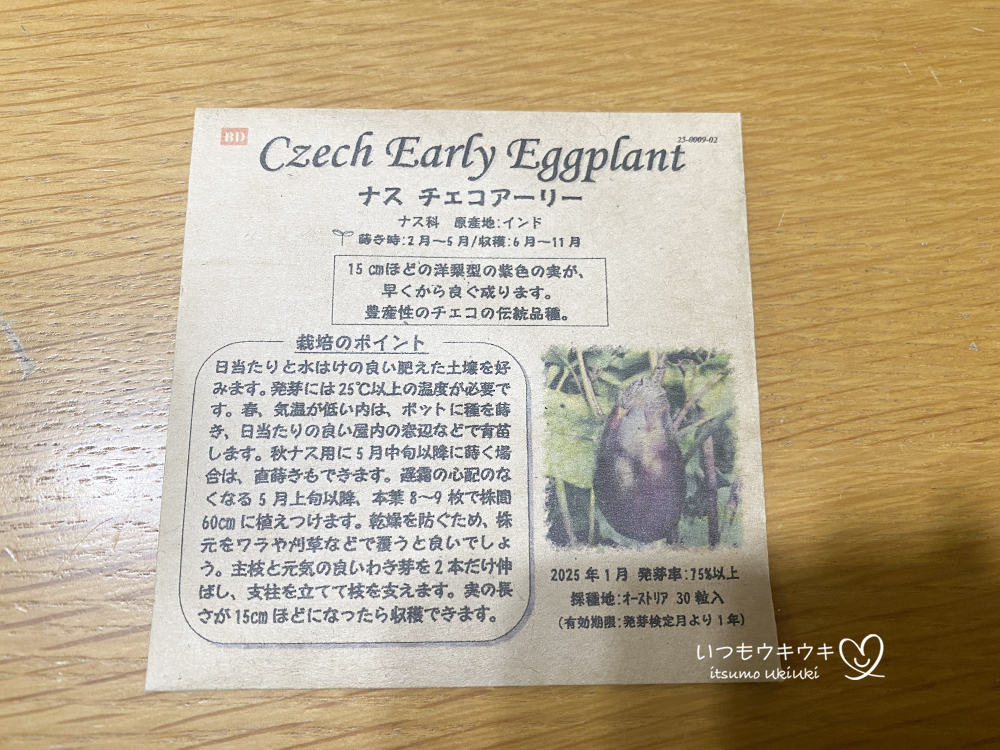 BD
25-0009-02
Czech Early Eggplant
ナス チェコアーリー
ナス科 原産地:インド
蒔き時:2月〜5月/収穫:6月〜11月
15㎝ほどの洋梨型の紫色の実が、
早くから良く成ります。
豊産性のチェコの伝統品種。
栽培のポイント
日当たりと水はけの良い肥えた土壌を好
みます。発芽には25℃以上の温度が必要で
す。春、気温が低い内は、ポットに種を蒔
き、日当たりの良い屋内の窓辺などで育苗
します。秋ナス用に5月中旬以降に蒔く場
合は、直蒔きもできます。遅霜の心配のな
くなる5月上旬以降、本葉8〜9枚で株間
60㎝に植えつけます。乾燥を防ぐため、株
元をワラや刈草などで覆うと良いでしょ
う。主枝と元気の良いわき芽を2本だけ伸
ばし、支柱を立てて枝を支えます。実の長
さが15㎝ほどになったら収穫できます。
2025年1月 発芽率:75%以上
採種地:オーストリア 30粒入
(有効期限:発芽検定月より1年)
いつもウキウキ
itsumo UkiUki